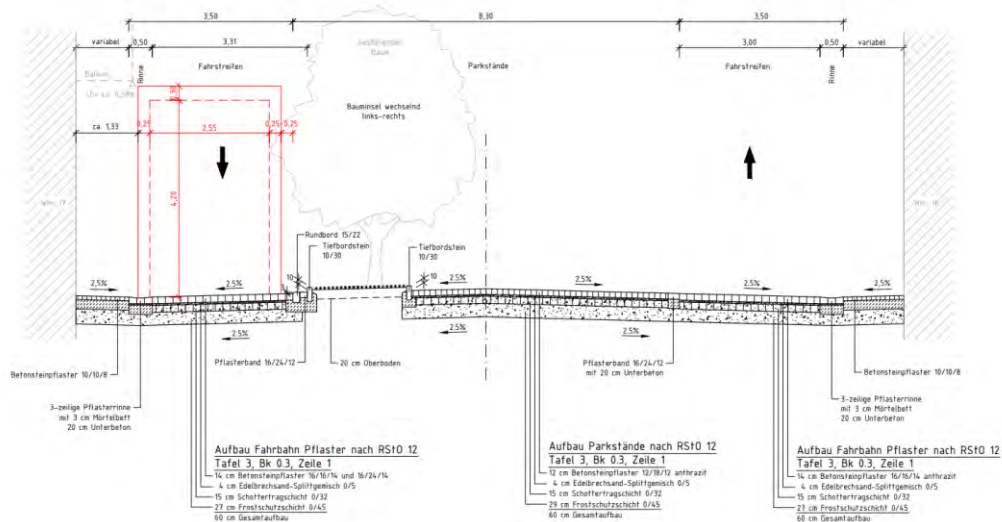 3,50
8,30
3,50
variabel
0,50
3,31
3,00
0,50
variabel
bestehender
Baum
Rinne
Fahrstreifen
Parkstände
Fahrstreifen
Rinne
Balkon
0,30
Bauminsel wechselnd
links-rechts
ca. 1,33
0,25
2,55
0,25
0,25
4,20
Rundbord 15/22
Tiefbordstein
10/30
Tiefbordstein
10/30
10
10
2,5%
2,5%
2.5%
2,5%
2,5%
2,5%
2.5%
2.5%
2.5%
Pflasterband 16/24/12
20 cm Oberboden
Pflasterband 16/24/12
mit 20 cm Unterbeton
Betonsteinpflaster 10/10/8
Betonsteinpflaster 10/10/8
3-zeilige Pflasterrinne
mit 3 cm Mörtelbett
20 cm Unterbeton
3-zeilige Pflasterrinne
mit 3 cm Mörtelbett
20 cm Unterbeton
Aufbau Fahrbahn Pflaster nach RStO 12
Tafel 3, Bk 0.3, Zeile 1
14 cm Betonsteinpflaster 16/16/14 und 16/24/14
4 cm Edelbrechsand-Splittgemisch 0/5
15 cm Schottertragschicht 0/32
27 cm Frostschutzschicht 0/45
60 cm Gesamtaufbau
Aufbau Parkstände nach RStO 12
Tafel 3, Bk 0.3, Zeile 1
12 cm Betonsteinpflaster 12/18/12 anthrazit
4 cm Edelbrechsand-Splittgemisch 0/5
15 cm Schottertragschicht 0/32
29 cm Frostschutzschicht 0/45
60 cm Gesamtaufbau
Aufbau Fahrbahn Pflaster nach RStO 12
Tafel 3, Bk 0.3, Zeile 1
14 cm Betonsteinpflaster 16/16/14 anthrazit
4 cm Edelbrechsand-Splittgemisch 0/5
15 cm Schottertragschicht 0/32
27 cm Frostschutzschicht 0/45
60 cm Gesamtaufbau